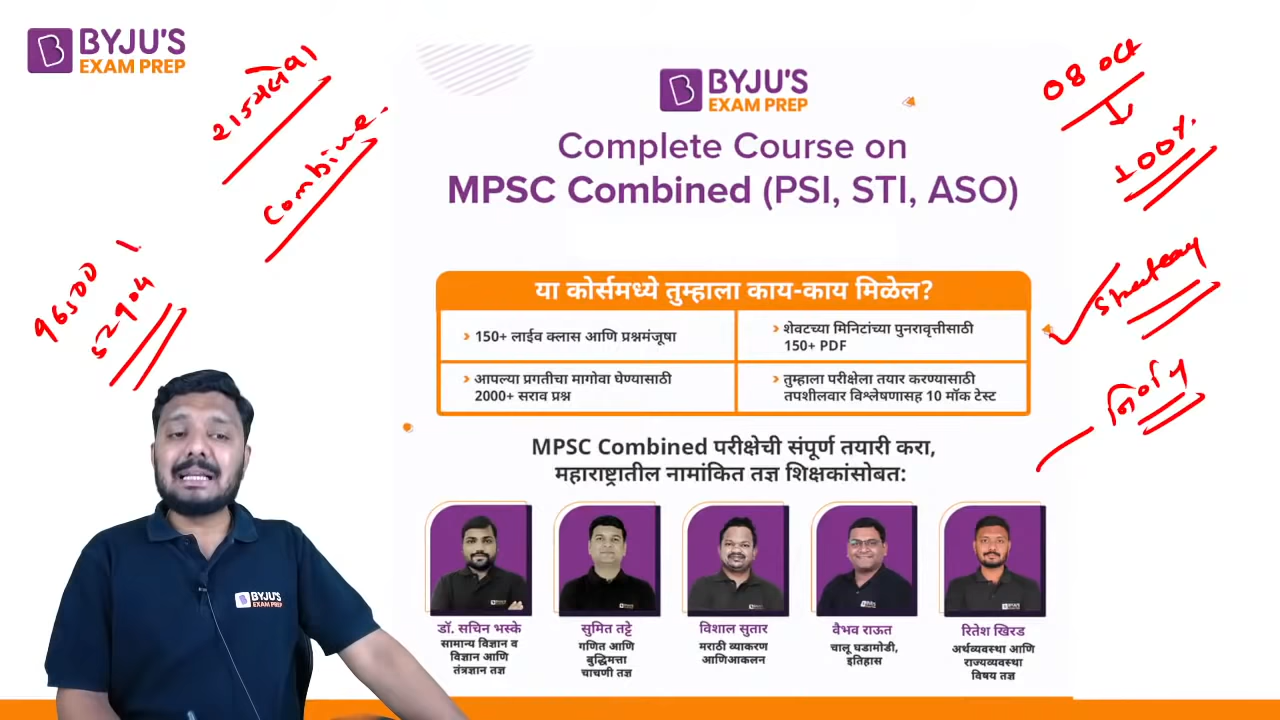 BYJU'S
EXAM PREP
राज्यसेवा
Combine.
08 Oct
100%
BYJU'S
EXAM PREP
Complete Course on
MPSC Combined (PSI, STI, ASO)
या कोर्समध्ये तुम्हाला काय-काय मिळेल?
150+ लाईव क्लास आणि प्रश्नमंजूषा
शेवटच्या मिनिटांच्या पुनरावृत्तीसाठी
150+ PDF
आपल्या प्रगतीचा मागोवा घेण्यासाठी
2000+ सराव प्रश्न
तुम्हाला परीक्षेला तयार करण्यासाठी
तपशीलवार विश्लेषणासह 10 मॉक टेस्ट
MPSC Combined परीक्षेची संपूर्ण तयारी करा,
महाराष्ट्रातील नामांकित तज्ञ शिक्षकांसोबत:
डॉ. सचिन भस्के
सामान्य विज्ञान व
विज्ञान आणि
तंत्रज्ञान तज्ञ
सुमित तट्टे
गणित आणि
बुद्धिमत्ता
चाचणी तज्ञ
विशाल सुतार
मराठी व्याकरण
आणिआकलन
वैभव राऊत
चालू घडामोडी,
इतिहास
रितेश खिरड
अर्थव्यवस्था आणि
राज्यव्यवस्था
विषय तज्ञ
BYJU'S
EXAM PREP